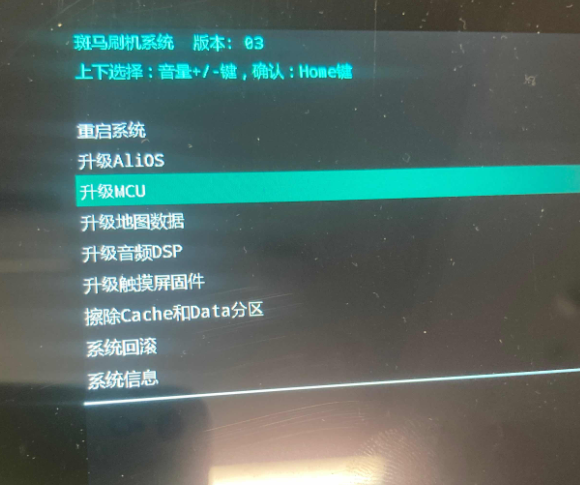 斑马刷机系统 版本: 03
上下选择：音量+/-键，确认：Home键
重启系统
升级AliOS
升级MCU
升级地图数据
升级音频DSP
升级触摸屏固件
擦除Cache和Data分区
系统回滚
系统信息